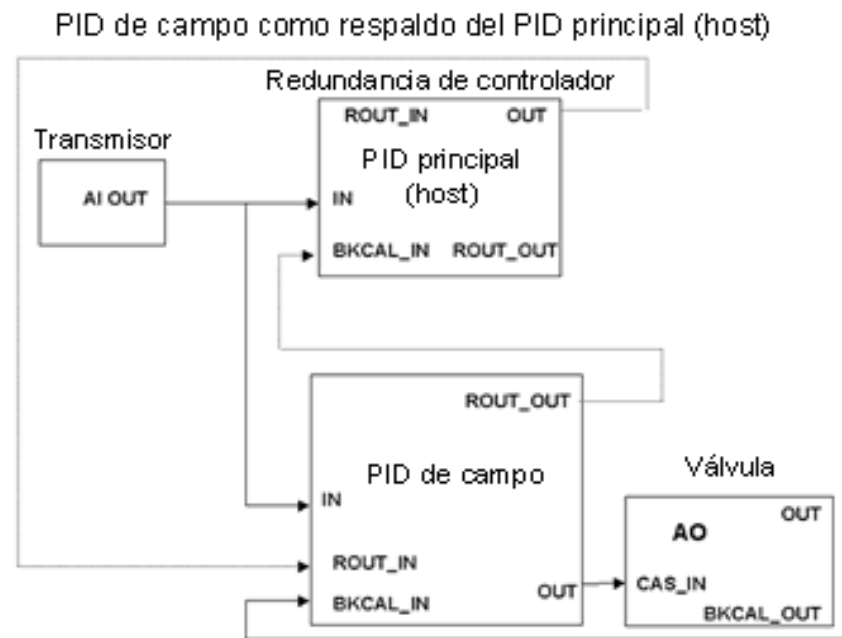 PID de campo como respaldo del PID principal (host)
Redundancia de controlador
ROUT_IN OUT
Transmisor
PID principal
(host)
AI OUT
IN
BKCAL_IN ROUT_OUT
ROUT_OUT
PID de campo
Válvula
IN
OUT
AO
ROUT_IN
OUT
CAS_IN
BKCAL_IN
BKCAL_OUT